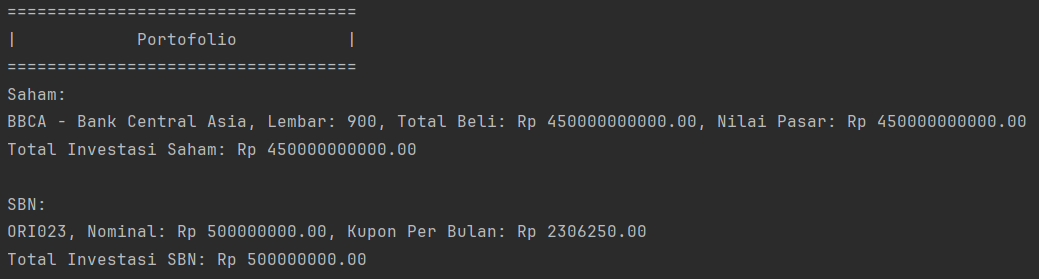 ===================================
|            Portofolio           |
===================================
Saham:
BBCA - Bank Central Asia, Lembar: 900, Total Beli: Rp 450000000000.00, Nilai Pasar: Rp 450000000000.00
Total Investasi Saham: Rp 450000000000.00

SBN:
ORI023, Nominal: Rp 500000000.00, Kupon Per Bulan: Rp 2306250.00
Total Investasi SBN: Rp 500000000.00